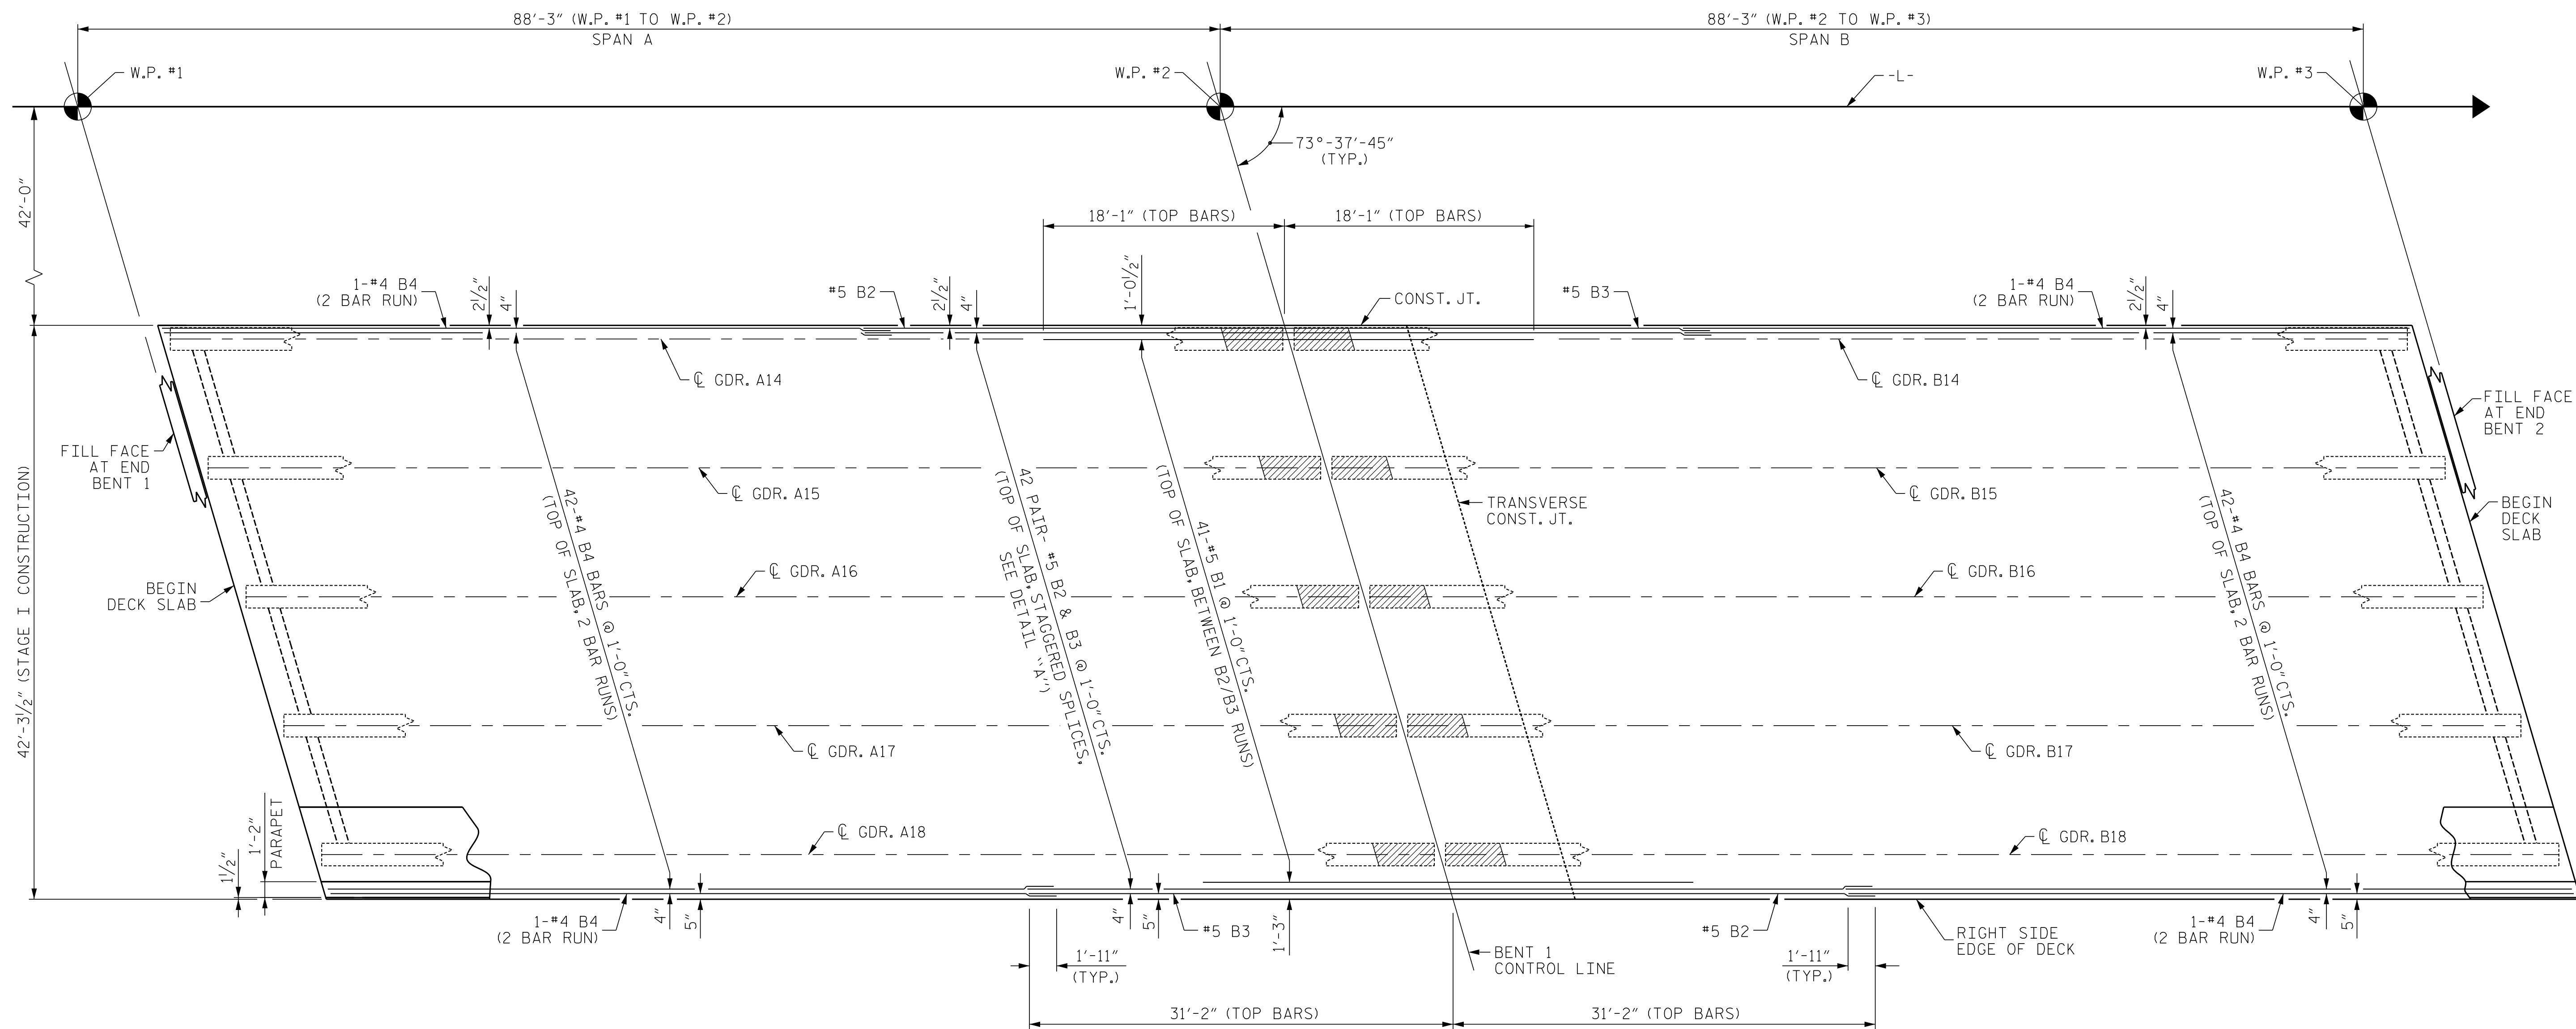 88'-3" (W.P. #1 TO W.P. #2)
SPAN A
88'-3" (W.P. #2 TO W.P. #3)
SPAN B
W.P. #1
W.P. #2
-L-
W.P. #3
73°-37'-45"
(TYP.)
42'-0"
18'-1" (TOP BARS)
18'-1" (TOP BARS)
1-#4 B4
(2 BAR RUN)
2½"
4"
#5 B2
2½"
4"
1'-0½"
CONST. JT.
#5 B3
1-#4 B4
(2 BAR RUN)
2½"
4"
℄ GDR. A14
℄ GDR. B14
FILL FACE
AT END
BENT 1
FILL FACE
AT END
BENT 2
℄ GDR. A15
℄ GDR. B15
42'-3½" (STAGE I CONSTRUCTION)
42-#4 B4 BARS @ 1'-0" CTS.
(TOP OF SLAB, 2 BAR RUNS)
42 PAIR- #5 B2 & B3 @ 1'-0" CTS.
(TOP OF SLAB, STAGGERED SPLICES,
SEE DETAIL "A")
41-#5 B1 @ 1'-0" CTS.
(TOP OF SLAB, BETWEEN B2/B3 RUNS)
TRANSVERSE
CONST. JT.
42-#4 B4 BARS @ 1'-0" CTS.
(TOP OF SLAB, 2 BAR RUNS)
BEGIN
DECK
SLAB
BEGIN
DECK SLAB
℄ GDR. A16
℄ GDR. B16
℄ GDR. A17
℄ GDR. B17
℄ GDR. A18
℄ GDR. B18
1½"
1'-2"
PARAPET
1-#4 B4
(2 BAR RUN)
4"
5"
4"
5"
#5 B3
1'-3"
#5 B2
RIGHT SIDE
EDGE OF DECK
1-#4 B4
(2 BAR RUN)
4"
5"
1'-11"
(TYP.)
BENT 1
CONTROL LINE
1'-11"
(TYP.)
31'-2" (TOP BARS)
31'-2" (TOP BARS)